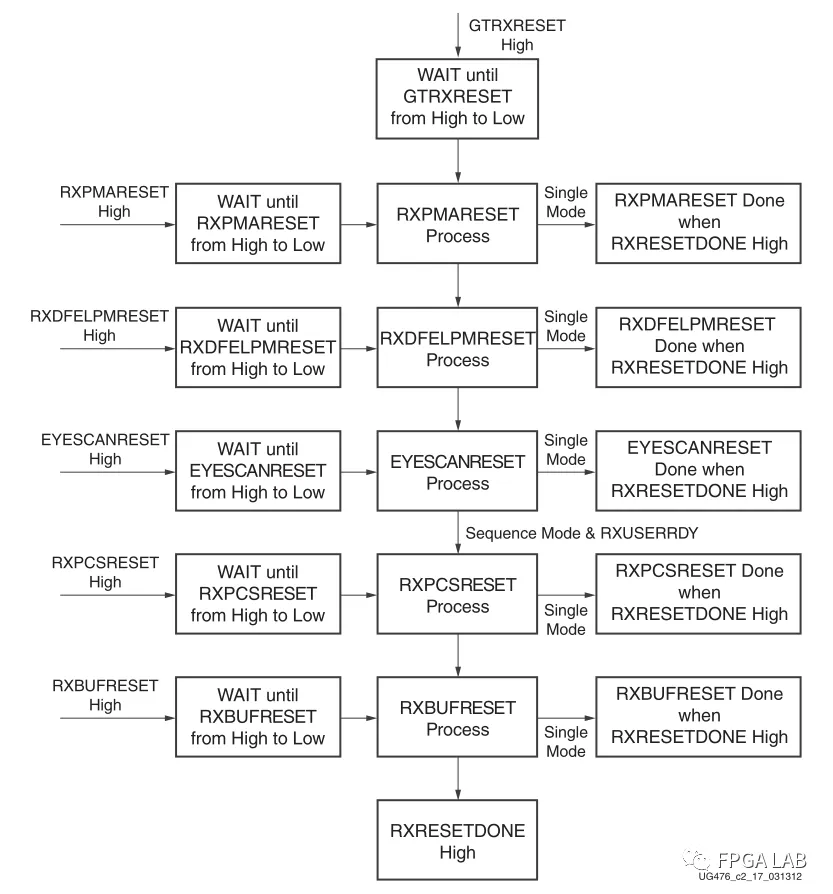 GTRXRESET
High
WAIT until
GTRXRESET
from High to Low
RXPMARESET
High
WAIT until
RXPMARESET
from High to Low
RXPMARESET
Process
Single
Mode
RXPMARESET Done
when
RXRESETDONE High
RXDFELPMRESET
High
WAIT until
RXDFELPMRESET
from High to Low
RXDFELPMRESET
Process
Single
Mode
RXDFELPMRESET
Done when
RXRESETDONE High
EYESCANRESET
High
WAIT until
EYESCANRESET
from High to Low
EYESCANRESET
Process
Single
Mode
EYESCANRESET
Done when
RXRESETDONE High
Sequence Mode & RXUSERRDY
RXPCSRESET
High
WAIT until
RXPCSRESET
from High to Low
RXPCSRESET
Process
Single
Mode
RXPCSRESET Done
when
RXRESETDONE High
RXBUFRESET
High
WAIT until
RXBUFRESET
from High to Low
RXBUFRESET
Process
Single
Mode
RXBUFRESET Done
when
RXRESETDONE High
RXRESETDONE
High
FPGA LAB
UG476_c2_17_031312